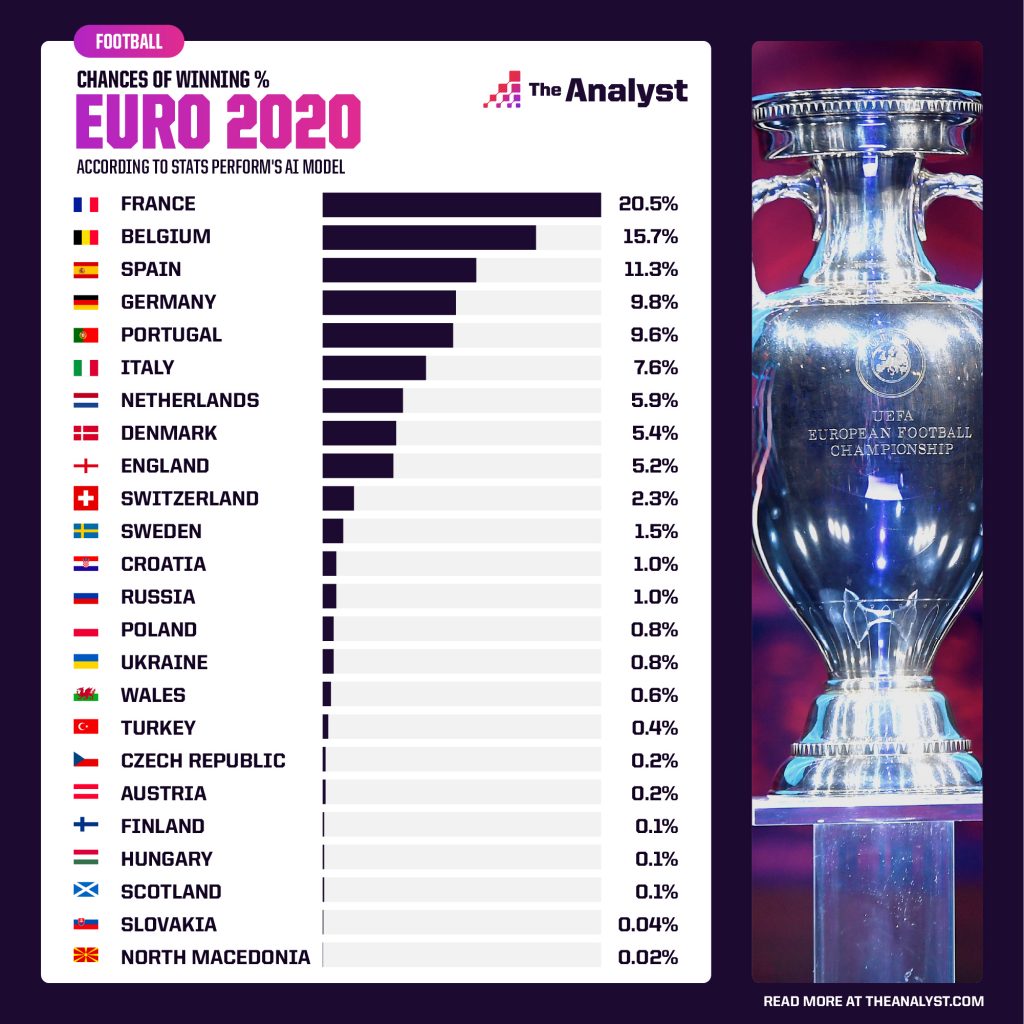 FOOTBALL
CHANCES OF WINNING %
EURO 2020
ACCORDING TO STATS PERFORM'S AI MODEL
The Analyst
FRANCE 20.5%
BELGIUM 15.7%
SPAIN 11.3%
GERMANY 9.8%
PORTUGAL 9.6%
ITALY 7.6%
NETHERLANDS 5.9%
DENMARK 5.4%
ENGLAND 5.2%
SWITZERLAND 2.3%
SWEDEN 1.5%
CROATIA 1.0%
RUSSIA 1.0%
POLAND 0.8%
UKRAINE 0.8%
WALES 0.6%
TURKEY 0.4%
CZECH REPUBLIC 0.2%
AUSTRIA 0.2%
FINLAND 0.1%
HUNGARY 0.1%
SCOTLAND 0.1%
SLOVAKIA 0.04%
NORTH MACEDONIA 0.02%
UEFA
EUROPEAN FOOTBALL
CHAMPIONSHIP
READ MORE AT THEANALYST.COM